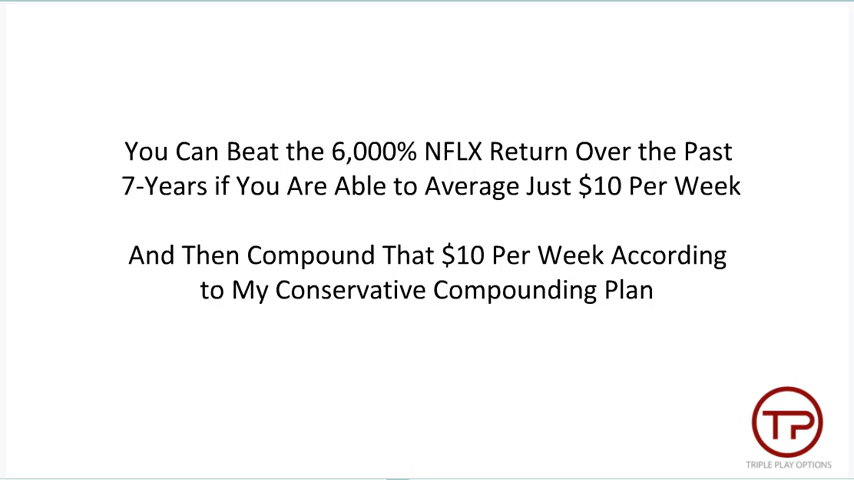 You Can Beat the 6,000% NFLX Return Over the Past
7-Years if You Are Able to Average Just $10 Per Week
And Then Compound That $10 Per Week According
to My Conservative Compounding Plan
TP
TRIPLE PLAY OPTIONS